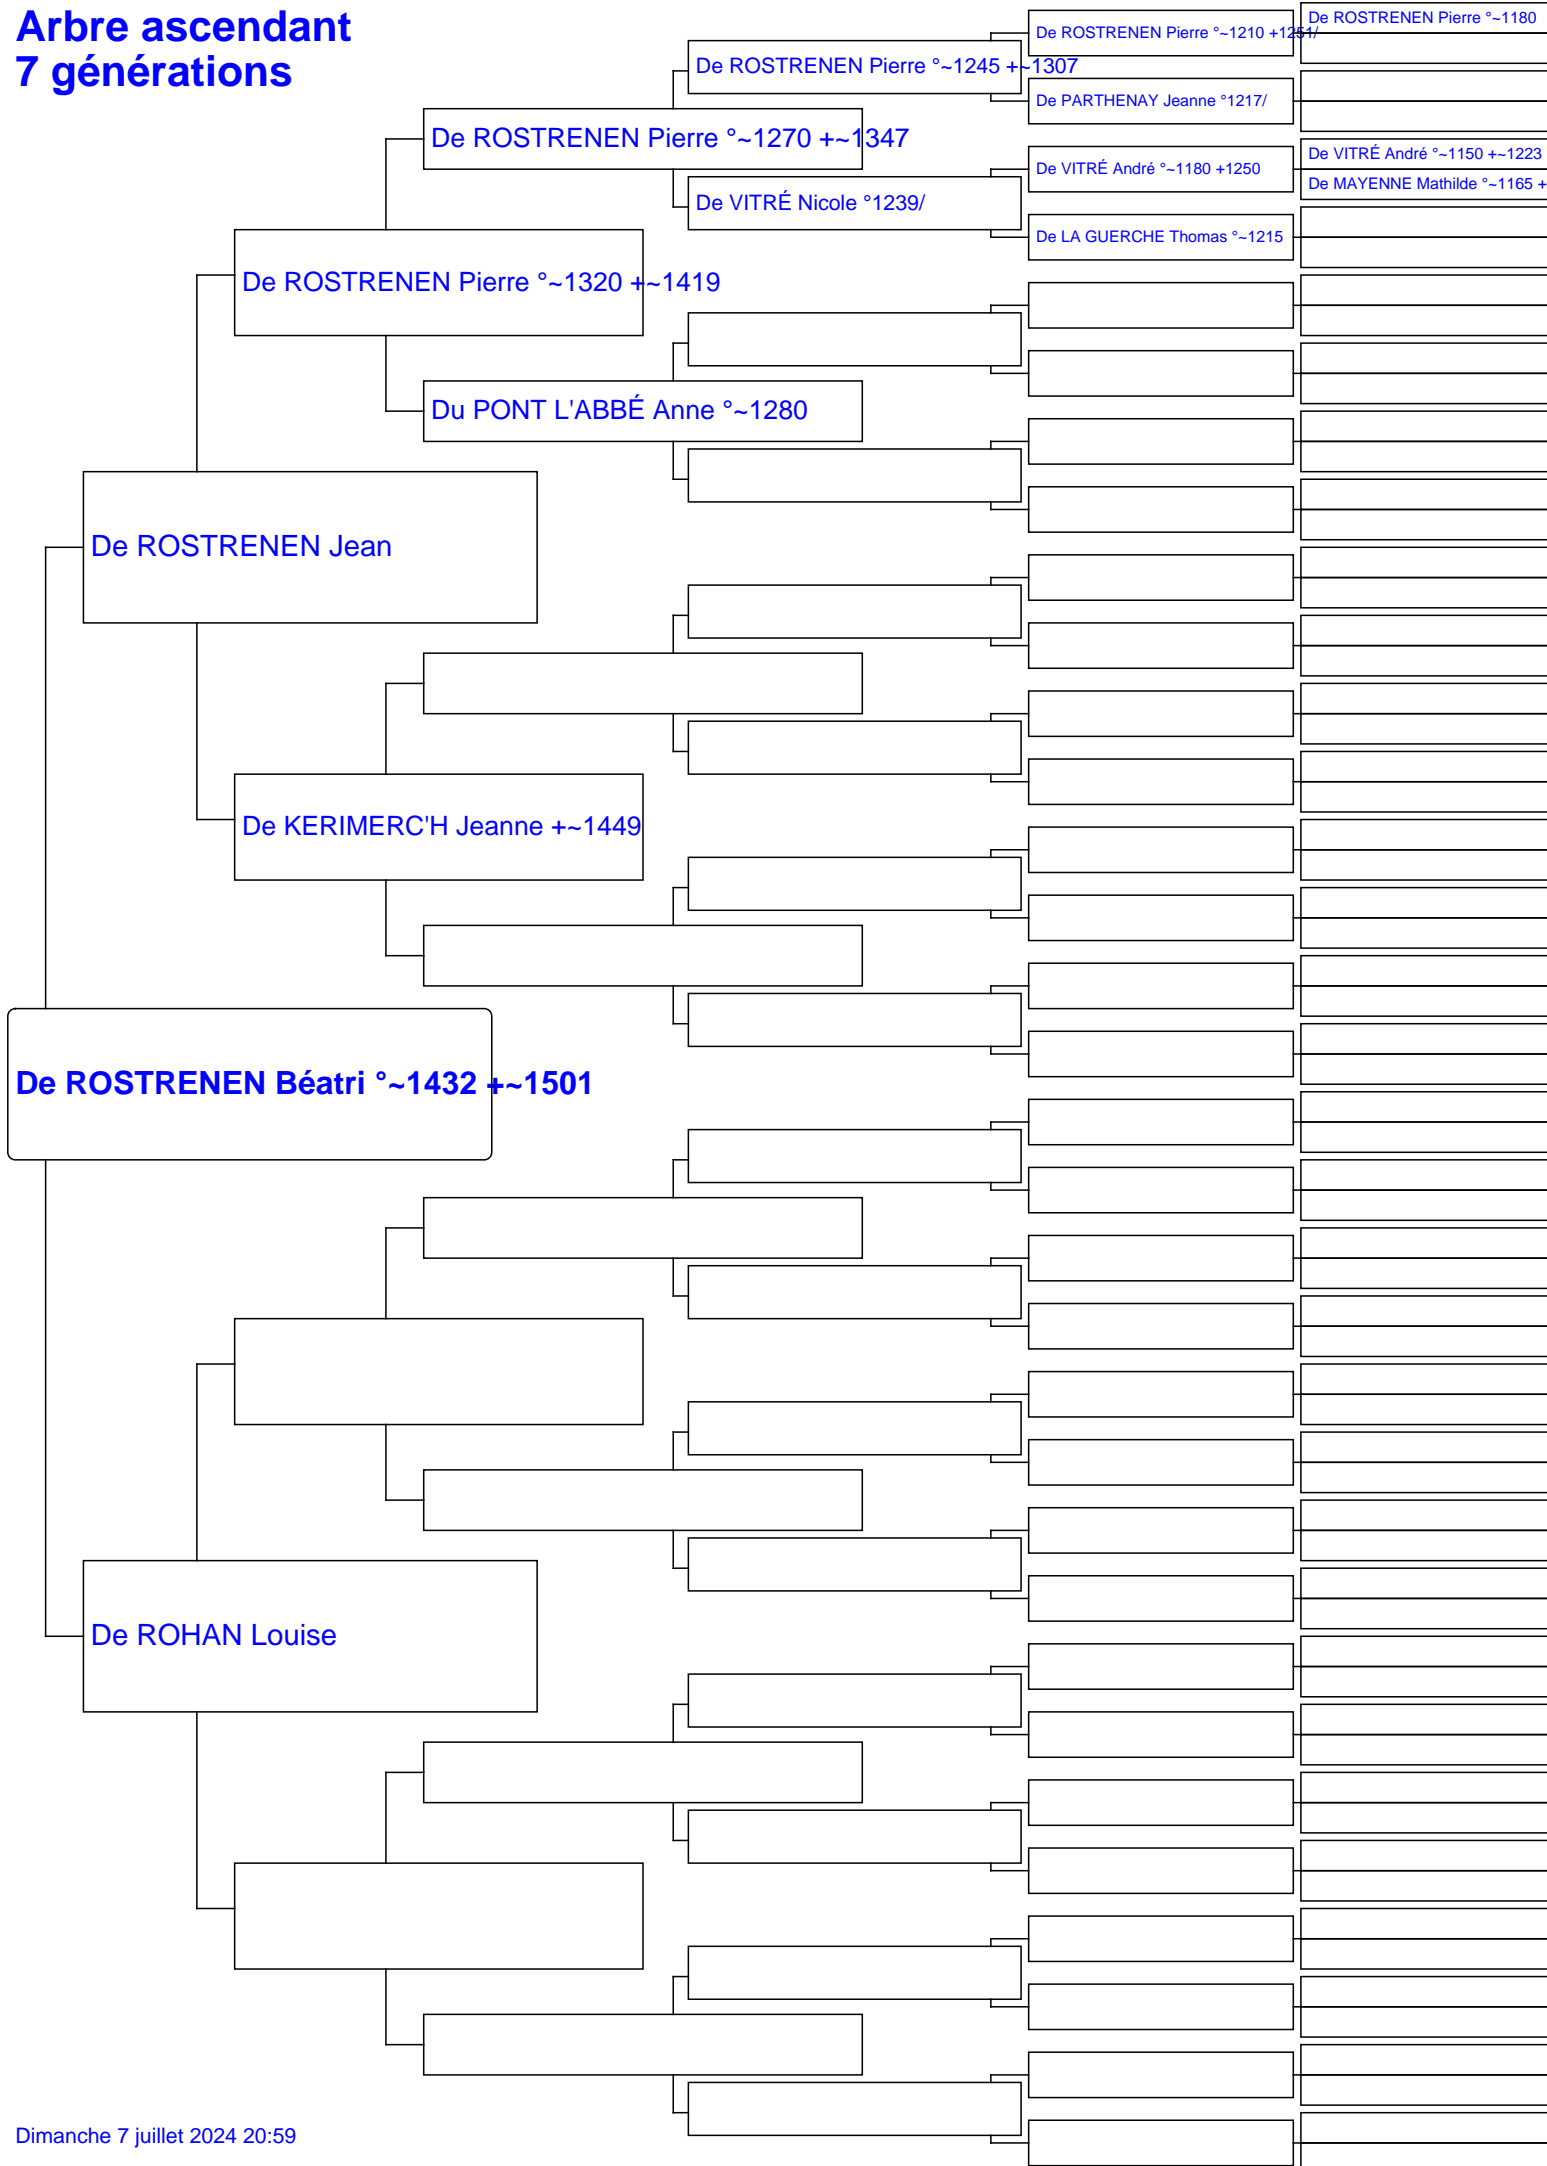 Arbre ascendant
7 générations
De ROSTRENEN Pierre °~1180
De ROSTRENEN Pierre °~1210 +1251/
De ROSTRENEN Pierre °~1245 +~1307
De PARTHENAY Jeanne °1217/
De ROSTRENEN Pierre °~1270 +~1347
De VITRÉ André °~1150 +~1223
De VITRÉ André °~1180 +1250
De MAYENNE Mathilde °~1165 +
De VITRÉ Nicole °1239/
De LA GUERCHE Thomas °~1215
De ROSTRENEN Pierre °~1320 +~1419
Du PONT L'ABBÉ Anne °~1280
De ROSTRENEN Jean
De KERIMERC'H Jeanne +~1449
De ROSTRENEN Béatri °~1432 +~1501
De ROHAN Louise
Dimanche 7 juillet 2024 20:59